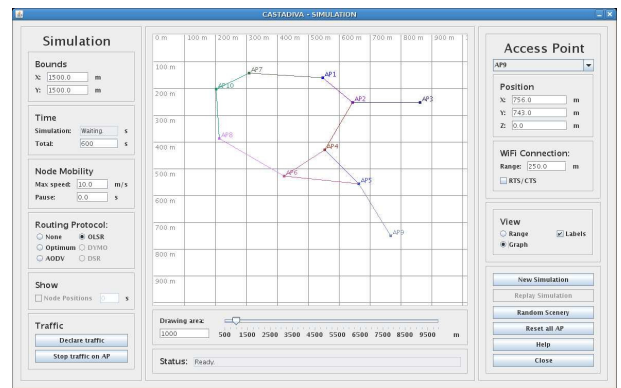 CASTADIVA - SIMULATION
Simulation
Bounds
X: 1500.0 m
Y: 1500.0 m
Time
Simulation: Waiting. s
Total: 600 s
Node Mobility
Max speed: 10.0 m/s
Pause: 0.0 s
Routing Protocol:
None OLSR
Optimum DYMO
AODV DSR
Show
Node Positions s
Traffic
Declare traffic
Stop traffic on AP
0 m 100 m 200 m 300 m 400 m 500 m 600 m 700 m 800 m 900 m
100 m
200 m
300 m
400 m
500 m
600 m
700 m
800 m
900 m
AP7
AP1
AP10
AP2
AP3
AP8
AP4
AP6
AP5
AP9
Drawing area:
1000
500 1500 2500 3500 4500 5500 6500 7500 8500 9500 m
Status: Ready.
Access Point
AP9
Position
X: 756.0 m
Y: 743.0 m
Z: 0.0 m
WiFi Connection:
Range: 250.0 m
RTS/CTS
View
Range Labels
Graph
New Simulation
Replay Simulation
Random Scenery
Reset all AP
Help
Close